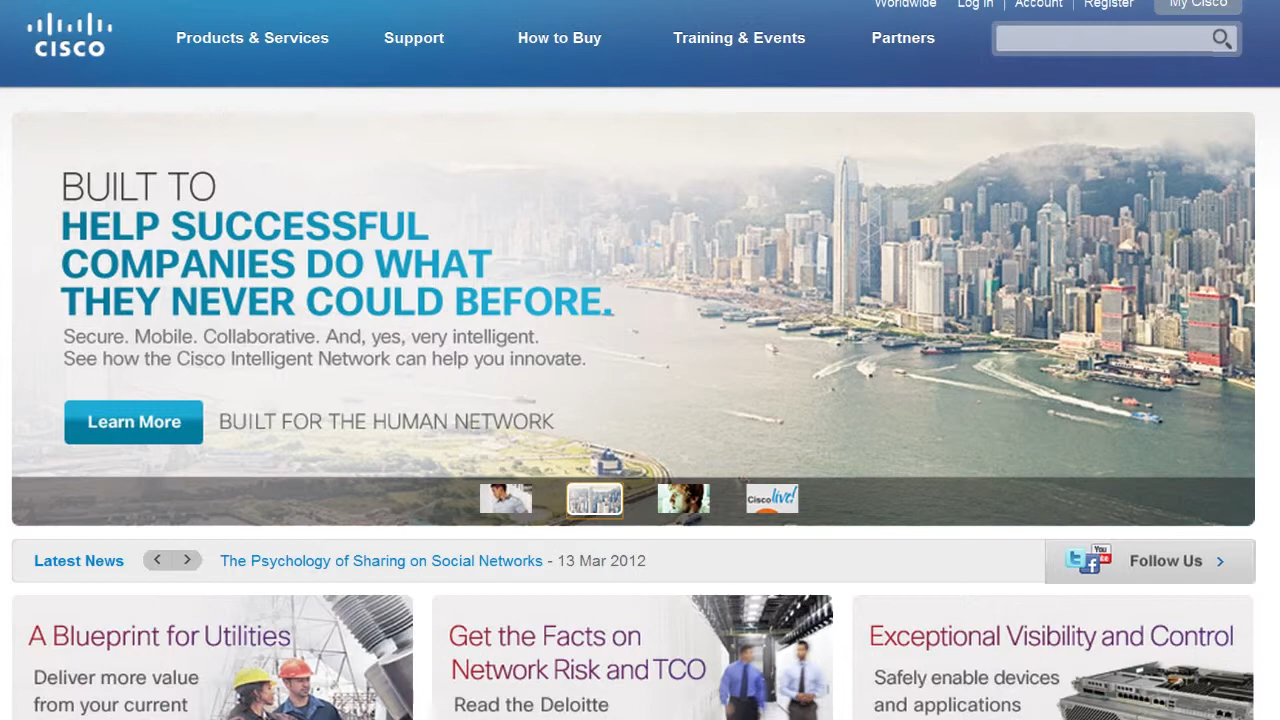 Worldwide Log In Account Register My Cisco
CISCO
Products & Services Support How to Buy Training & Events Partners
BUILT TO
HELP SUCCESSFUL
COMPANIES DO WHAT
THEY NEVER COULD BEFORE.
Secure. Mobile. Collaborative. And, yes, very intelligent.
See how the Cisco Intelligent Network can help you innovate.
Learn More BUILT FOR THE HUMAN NETWORK
Cisco live!
Latest News The Psychology of Sharing on Social Networks - 13 Mar 2012 You Follow Us
A Blueprint for Utilities
Deliver more value
from your current
Get the Facts on
Network Risk and TCO
Read the Deloitte
Exceptional Visibility and Control
Safely enable devices
and applications